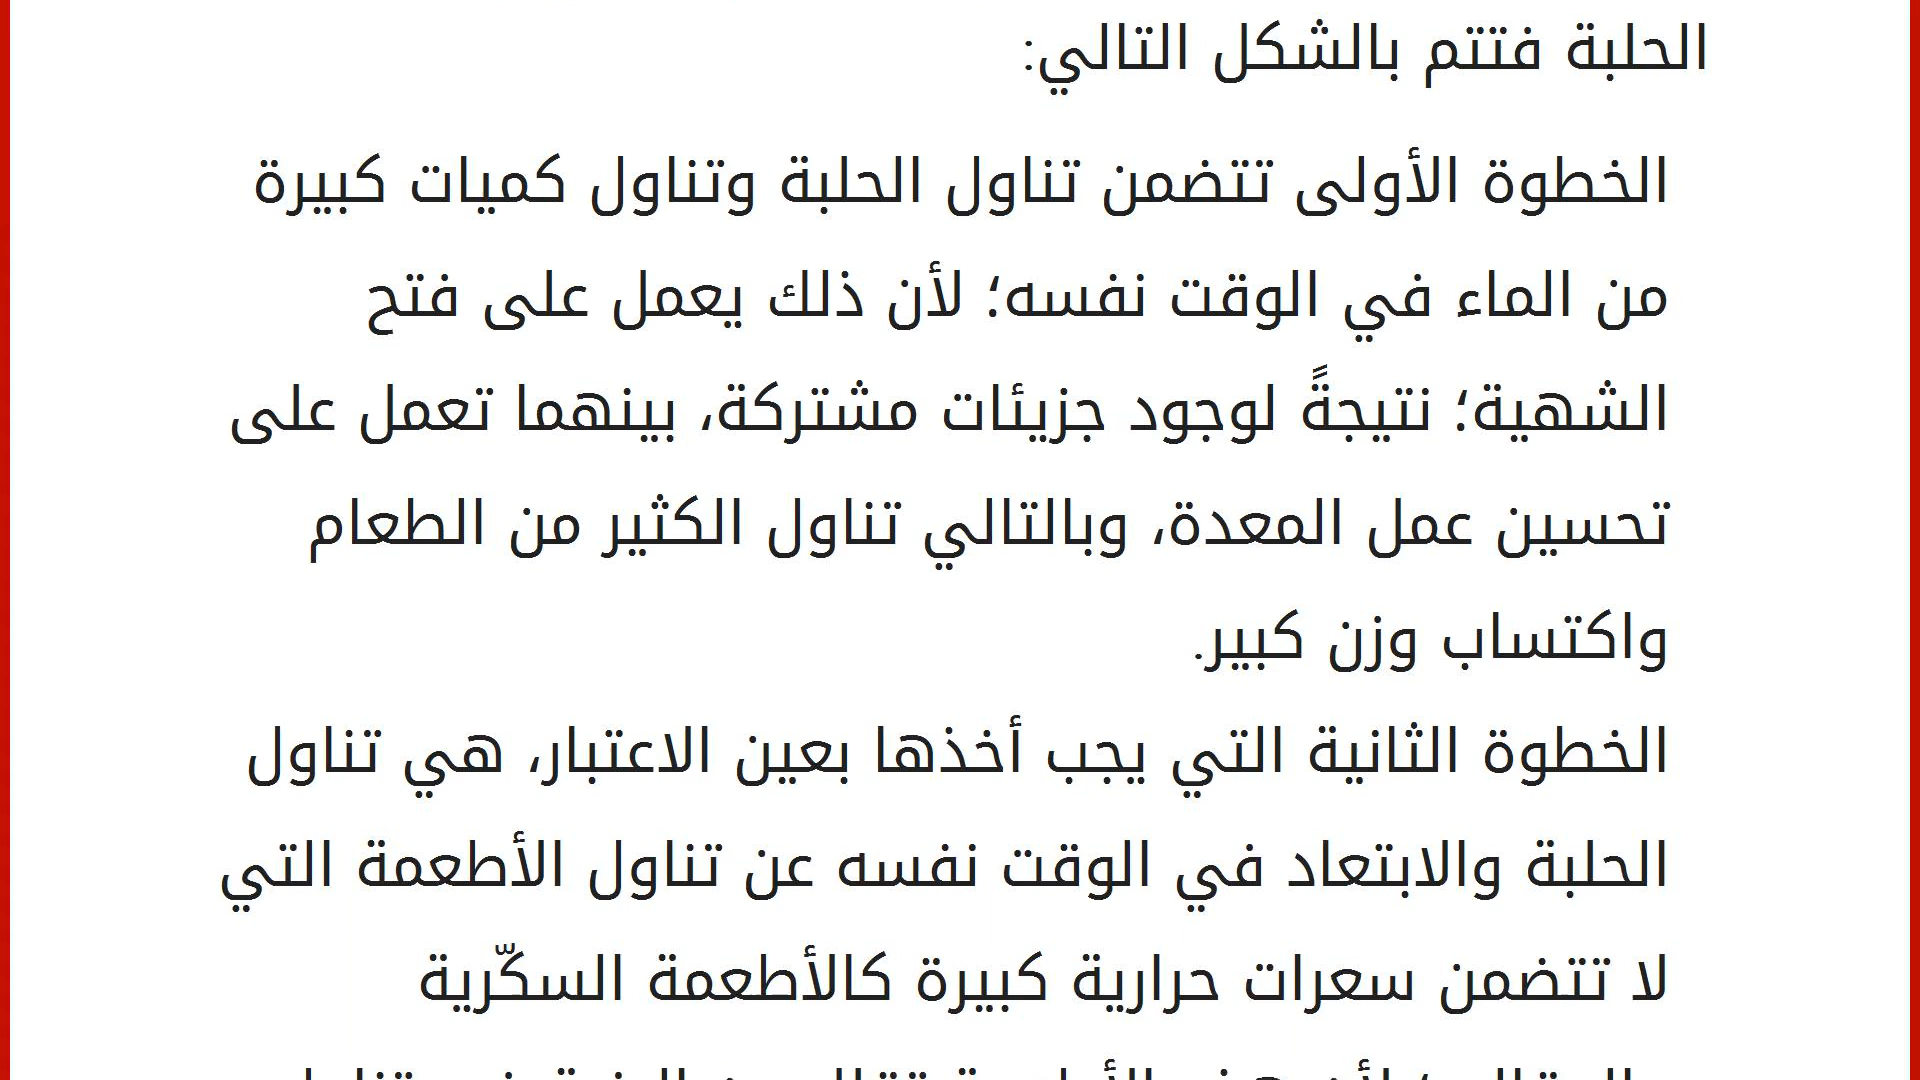 الحلبة فتتم بالشكل التالي:
الخطوة الأولى تتضمن تناول الحلبة وتناول كميات كبيرة
من الماء في الوقت نفسه؛ لأن ذلك يعمل على فتح
الشهية؛ نتيجةً لوجود جزيئات مشتركة، بينهما تعمل على
تحسين عمل المعدة، وبالتالي تناول الكثير من الطعام
واكتساب وزن كبير.
الخطوة الثانية التي يجب أخذها بعين الاعتبار، هي تناول
الحلبة والابتعاد في الوقت نفسه عن تناول الأطعمة التي
لا تتضمن سعرات حرارية كبيرة كالأطعمة السكّرية